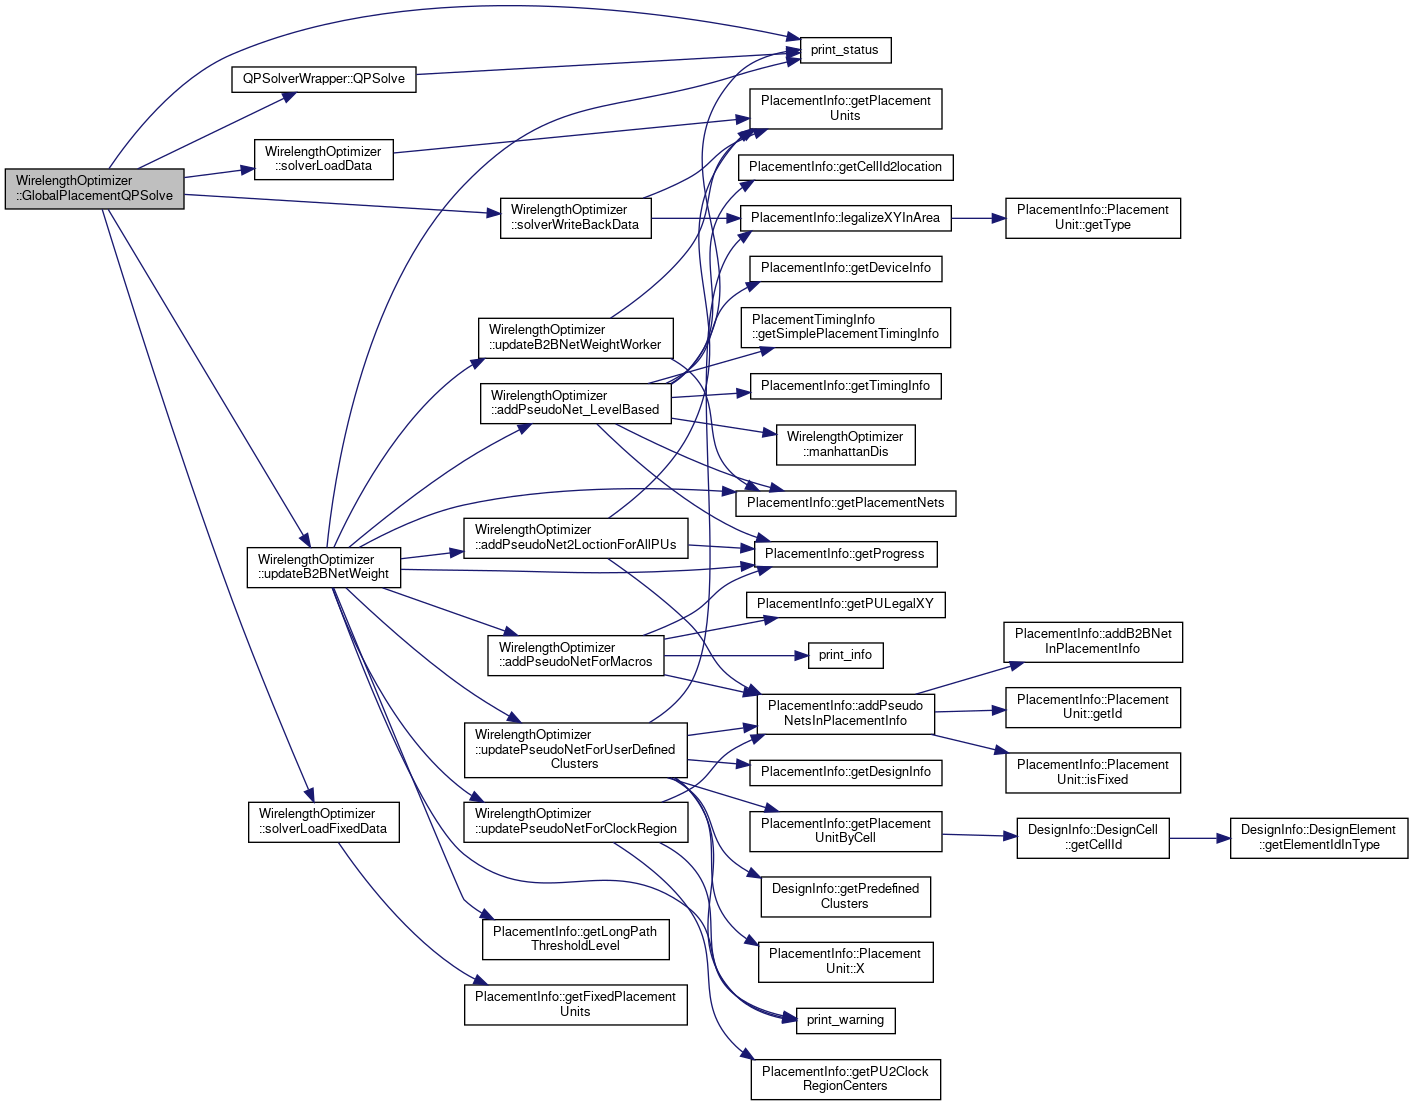 WirelengthOptimizer
::GlobalPlacementQPSolve
QPSolverWrapper::QPSolve
WirelengthOptimizer
::solverLoadData
WirelengthOptimizer
::solverWriteBackData
WirelengthOptimizer
::updateB2BNetWeight
WirelengthOptimizer
::solverLoadFixedData
WirelengthOptimizer
::updateB2BNetWeightWorker
WirelengthOptimizer
::addPseudoNet_LevelBased
WirelengthOptimizer
::addPseudoNet2LoctionForAllPUs
WirelengthOptimizer
::addPseudoNetForMacros
WirelengthOptimizer
::updatePseudoNetForUserDefined
Clusters
WirelengthOptimizer
::updatePseudoNetForClockRegion
PlacementInfo::getLongPath
ThresholdLevel
PlacementInfo::getFixedPlacement
Units
print_status
PlacementInfo::getPlacement
Units
PlacementInfo::getCellId2location
PlacementInfo::legalizeXYInArea
PlacementInfo::getDeviceInfo
PlacementTimingInfo
::getSimplePlacementTimingInfo
PlacementInfo::getTimingInfo
WirelengthOptimizer
::manhattanDis
PlacementInfo::getPlacementNets
PlacementInfo::getProgress
PlacementInfo::getPULegalXY
print_info
PlacementInfo::addPseudo
NetsInPlacementInfo
PlacementInfo::getDesignInfo
PlacementInfo::getPlacement
UnitByCell
DesignInfo::getPredefined
Clusters
PlacementInfo::Placement
Unit::X
print_warning
PlacementInfo::getPU2Clock
RegionCenters
PlacementInfo::Placement
Unit::getType
PlacementInfo::addB2BNet
InPlacementInfo
PlacementInfo::Placement
Unit::getId
PlacementInfo::Placement
Unit::isFixed
DesignInfo::DesignCell
::getCellId
DesignInfo::DesignElement
::getElementIdInType